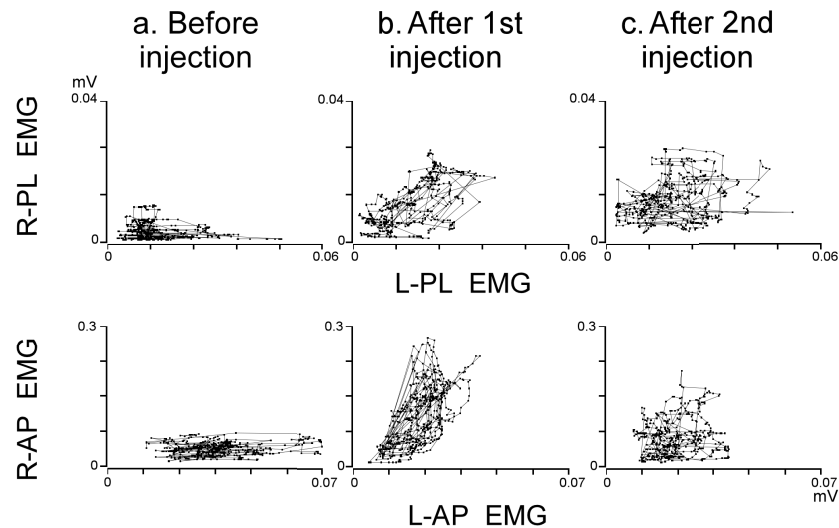 a. Before injection
b. After 1st injection
c. After 2nd injection
mV
R-PL EMG
0.04
0
0
0.06
0.04
0
0
0.06
0.04
0
0
0.06
L-PL EMG
R-AP EMG
0.3
0
0
0.07
0.3
0
0
0.07
0.3
0
0
0.07
mV
L-AP EMG